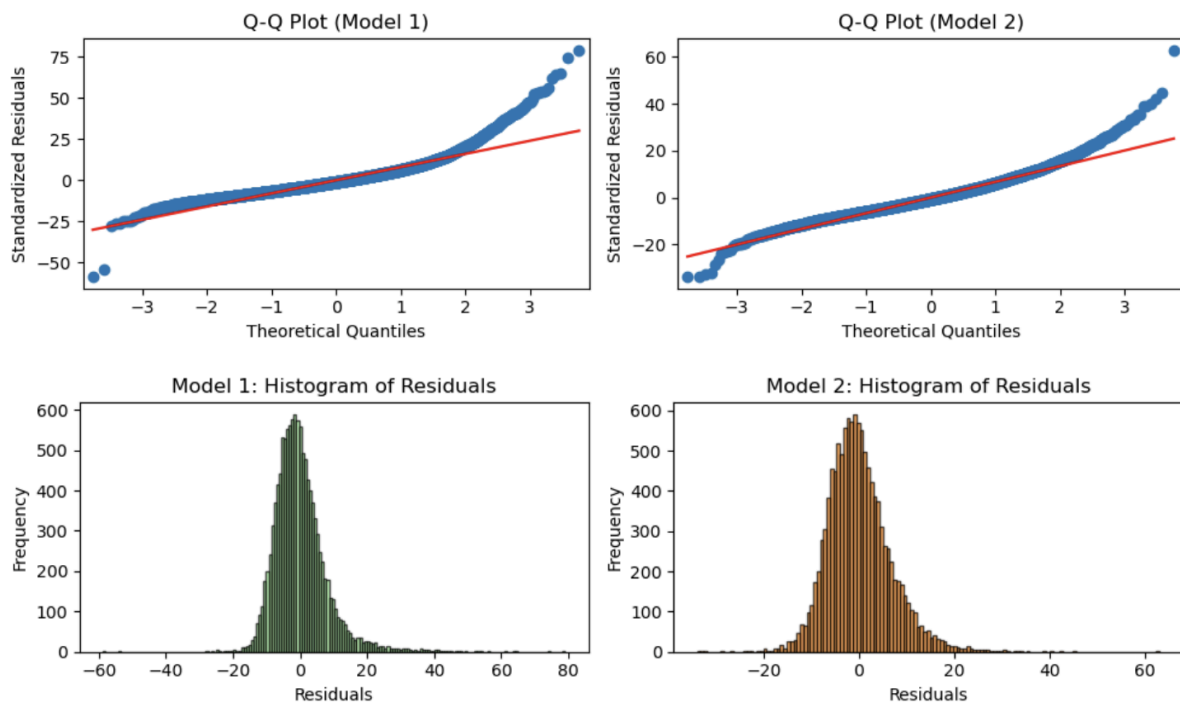 Q-Q Plot (Model 1)
Standardized Residuals
75
50
25
0
−25
−50
−3 −2 −1 0 1 2 3
Theoretical Quantiles
Q-Q Plot (Model 2)
Standardized Residuals
60
40
20
0
−20
−3 −2 −1 0 1 2 3
Theoretical Quantiles
Model 1: Histogram of Residuals
Frequency
600
500
400
300
200
100
0
−60 −40 −20 0 20 40 60 80
Residuals
Model 2: Histogram of Residuals
Frequency
600
500
400
300
200
100
0
−20 0 20 40 60
Residuals